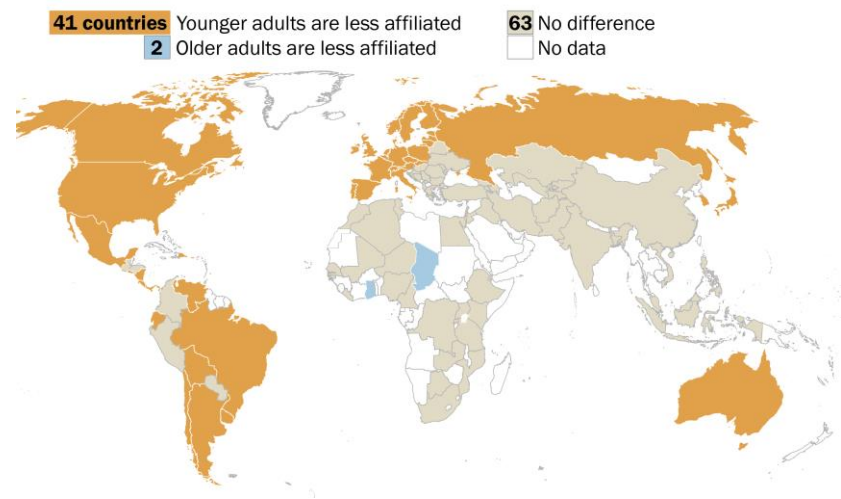 41 countries Younger adults are less affiliated
2 Older adults are less affiliated
63 No difference
No data